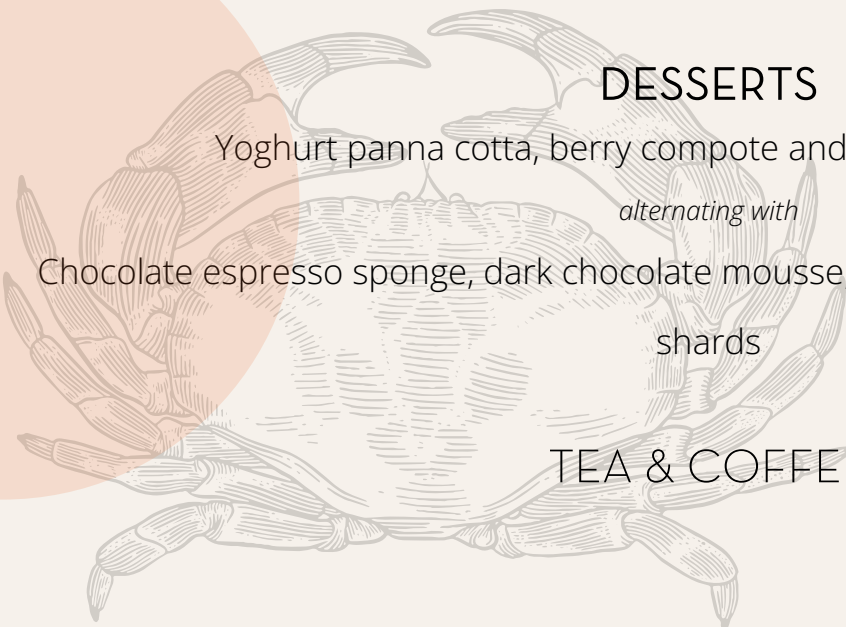 DESSERTS
Yoghurt panna cotta, berry compote and
alternating with
Chocolate espresso sponge, dark chocolate mousse
shards
TEA & COFFE